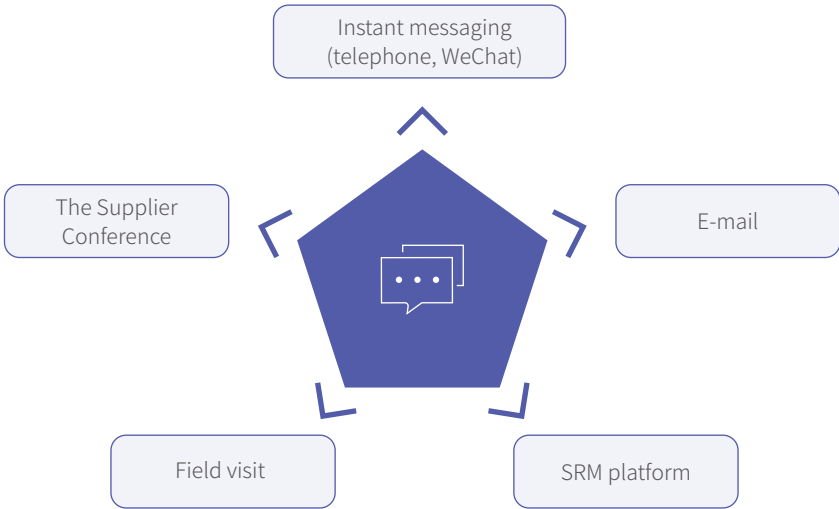 Instant messaging
(telephone, WeChat)
The Supplier
Conference
E-mail
Field visit
SRM platform